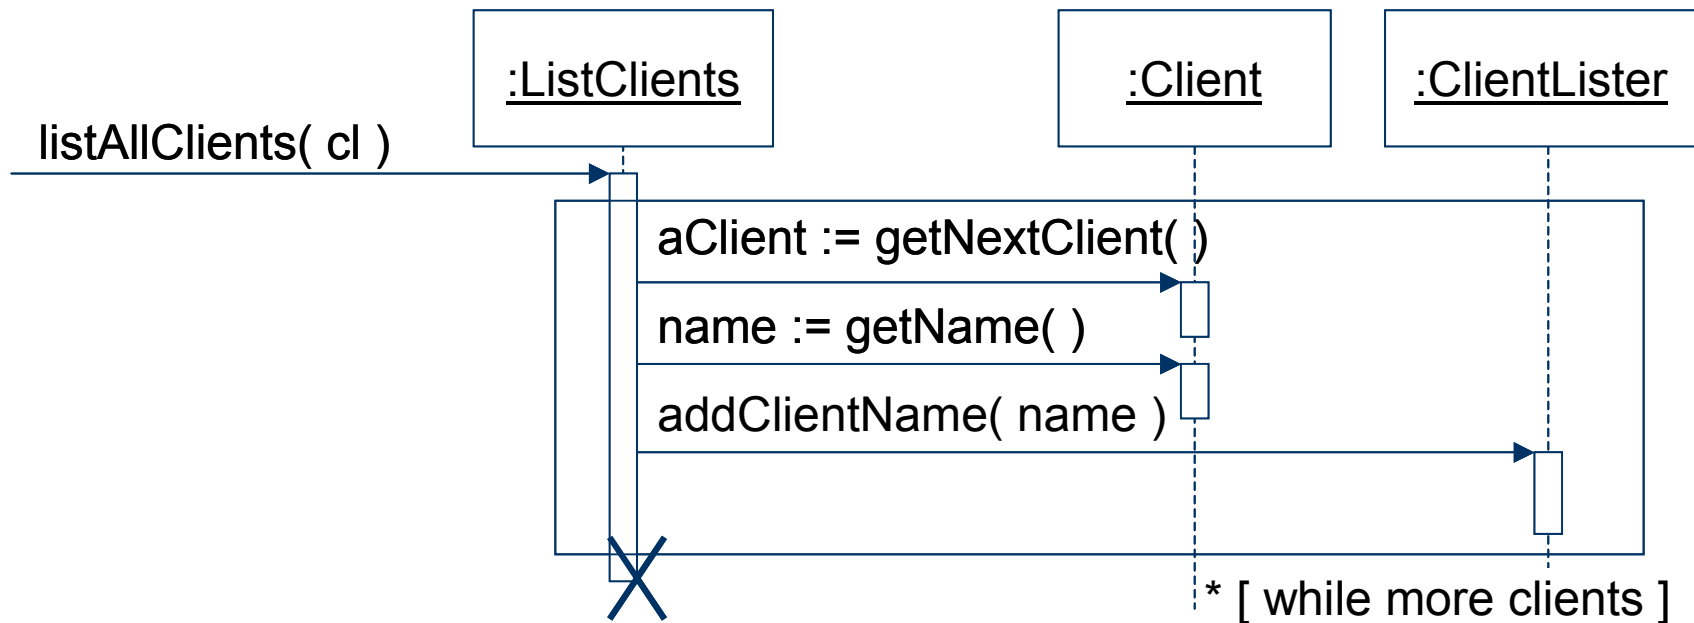 :ListClients
:Client
:ClientLister
listAllClients( cl )
aClient := getNextClient( )
name := getName( )
addClientName( name )
* [ while more clients ]